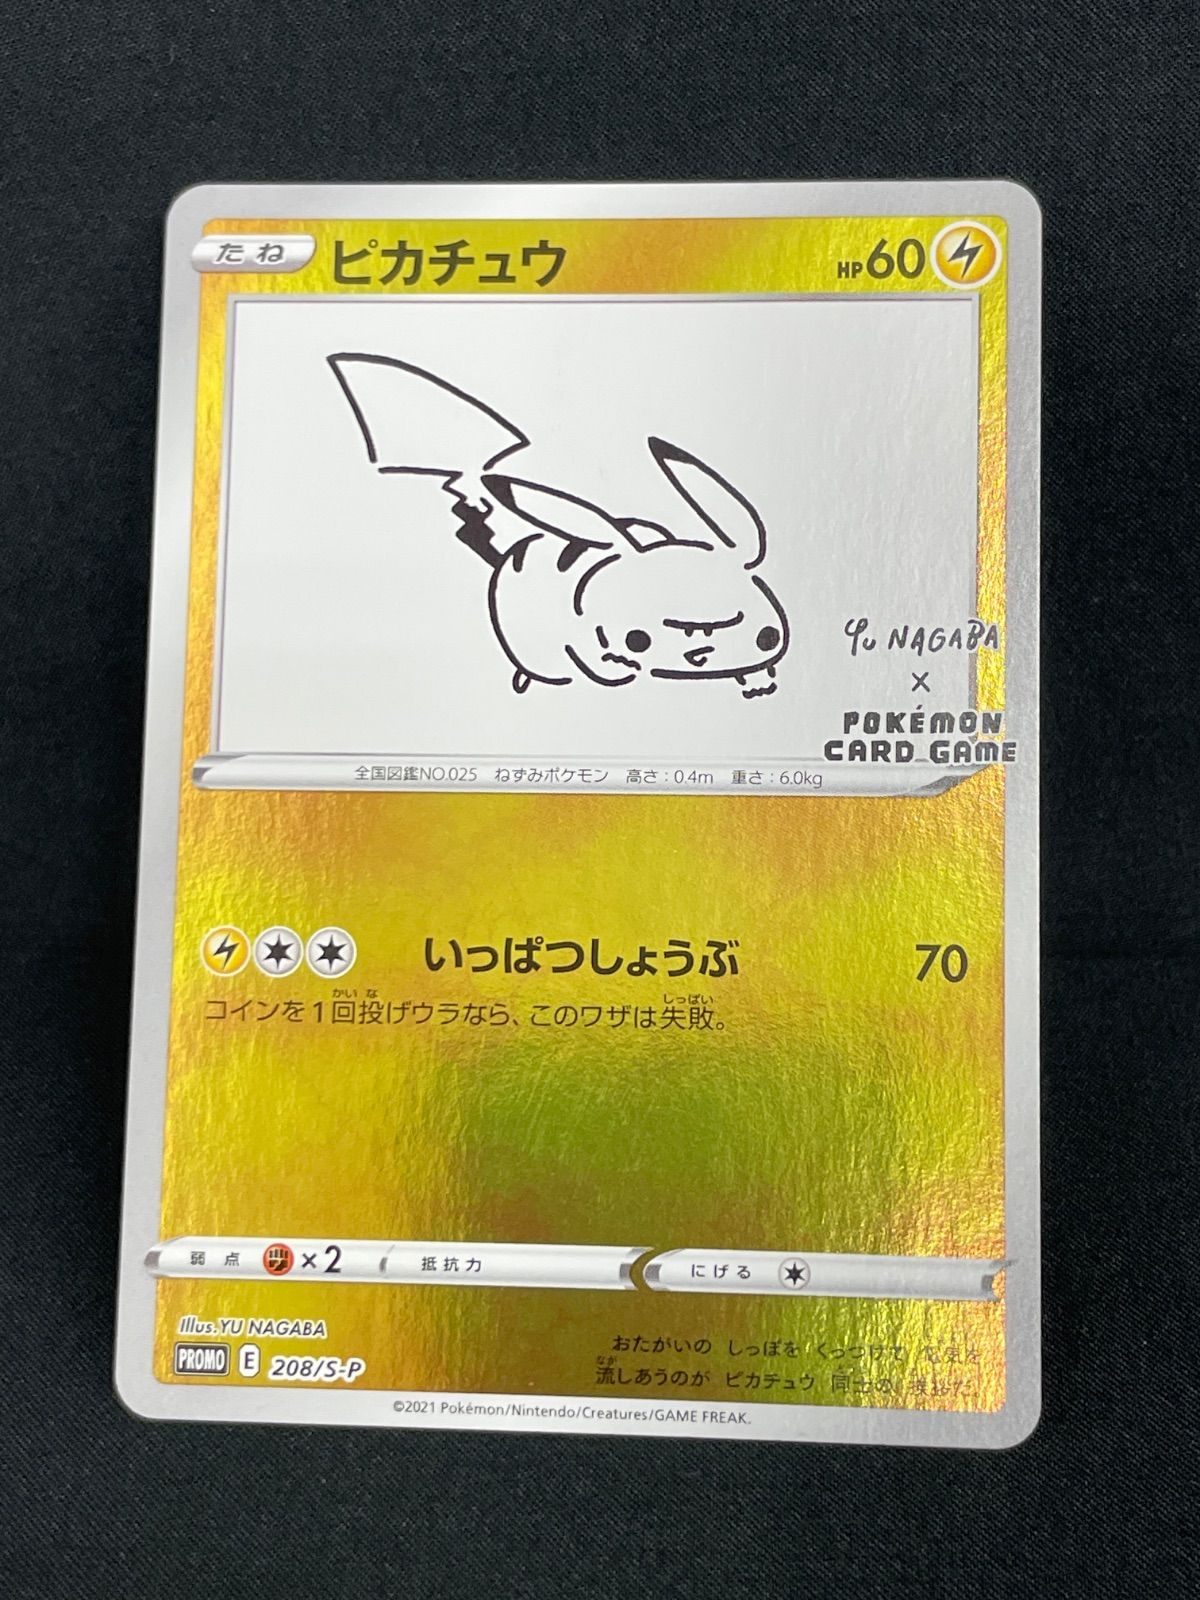 たね ピカチュウ HP60
Yu NAGABA
×
POKÉMON
CARD GAME
全国図鑑NO.025 ねずみポケモン 高さ:0.4m 重さ:6.0kg
いっぱつしょうぶ 70
コインを1回投げウラなら、このワザは失敗。
弱点 ×2 抵抗力 にげる
Illus.YU NAGABA
PROMO E 208/S-P
おたがいの しっぽを くっつけて 電気を
流しあうのが ピカチュウ 同士の 挨拶だ。
©2021 Pokémon/Nintendo/Creatures/GAME FREAK.